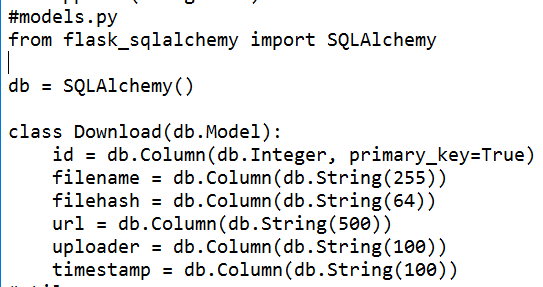 #models.py
from flask_sqlalchemy import SQLAlchemy
db = SQLAlchemy()
class Download(db.Model):
    id = db.Column(db.Integer, primary_key=True)
    filename = db.Column(db.String(255))
    filehash = db.Column(db.String(64))
    url = db.Column(db.String(500))
    uploader = db.Column(db.String(100))
    timestamp = db.Column(db.String(100))